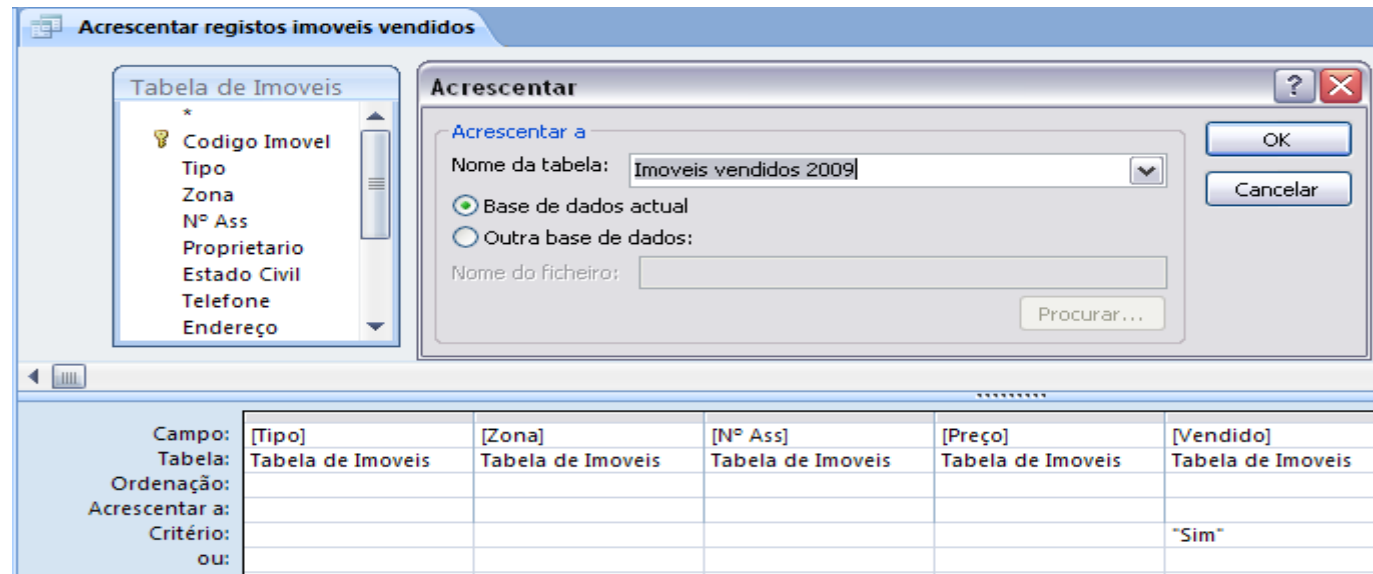 Acrescentar registos imoveis vendidos
Tabela de Imoveis
*
Codigo Imovel
Tipo
Zona
Nº Ass
Proprietario
Estado Civil
Telefone
Endereço
Acrescentar
?
Acrescentar a
Nome da tabela: Imoveis vendidos 2009
Base de dados actual
Outra base de dados:
Nome do ficheiro:
Procurar...
OK
Cancelar
Campo: [Tipo] [Zona] [Nº Ass] [Preço] [Vendido]
Tabela: Tabela de Imoveis Tabela de Imoveis Tabela de Imoveis Tabela de Imoveis Tabela de Imoveis
Ordenação:
Acrescentar a:
Critério: "Sim"
ou: